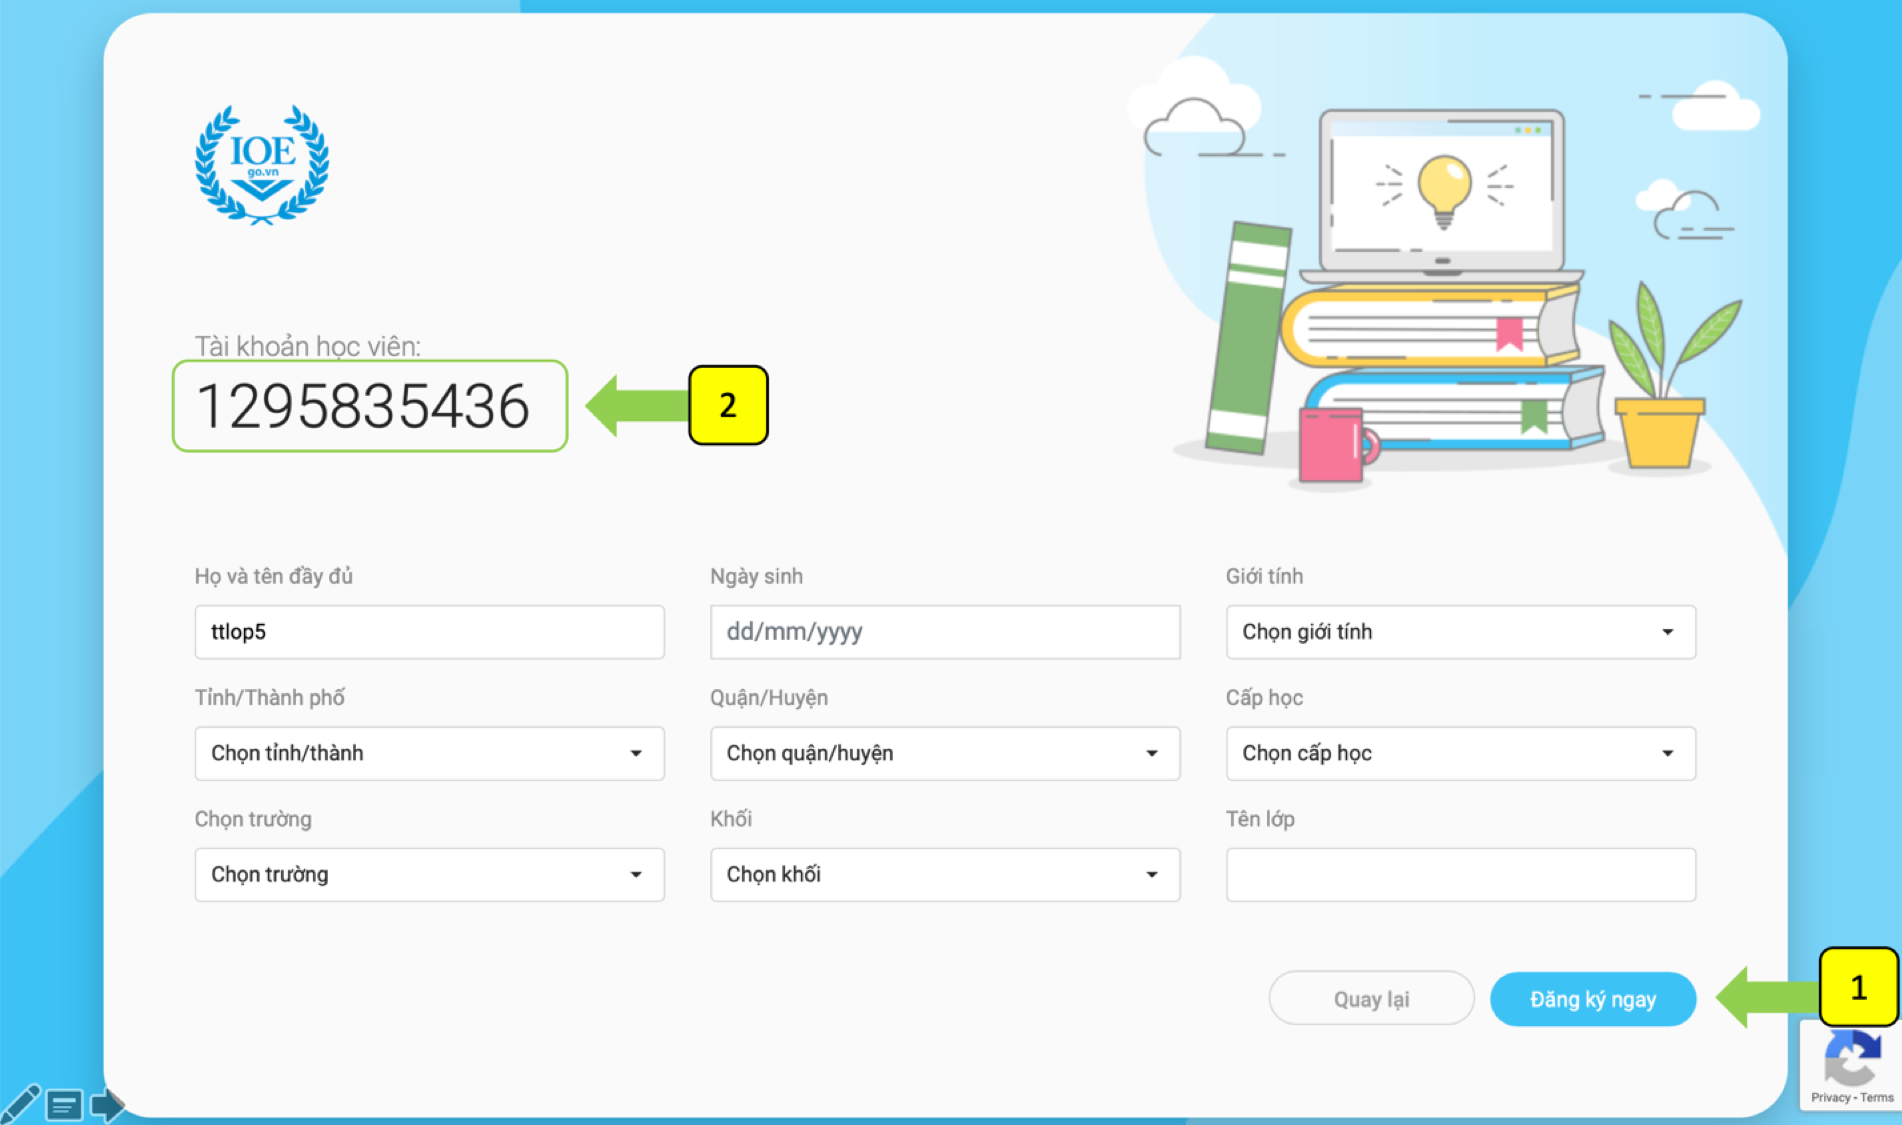 IOE
go.vn
Tài khoản học viên:
1295835436
2
Họ và tên đầy đủ
Ngày sinh
Giới tính
ttlop5
dd/mm/yyyy
Chọn giới tính
Tỉnh/Thành phố
Quận/Huyện
Cấp học
Chọn tỉnh/thành
Chọn quận/huyện
Chọn cấp học
Chọn trường
Khối
Tên lớp
Chọn trường
Chọn khối
Quay lại
Đăng ký ngay
1
Privacy - Terms